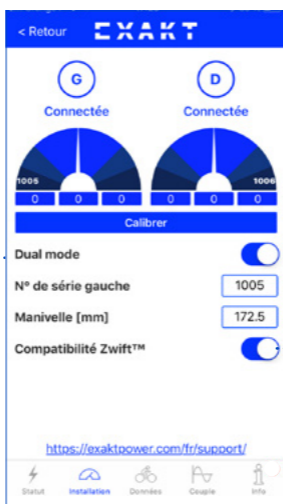 < Retour EXAKT
G D
Connectée Connectée
1005 1006
0 0 0 0 0 0
Calibrer
Dual mode
N° de série gauche 1005
Manivelle [mm] 172.5
Compatibilité Zwift™
https://exaktpower.com/fr/support/
Statut Installation Données Couple Info